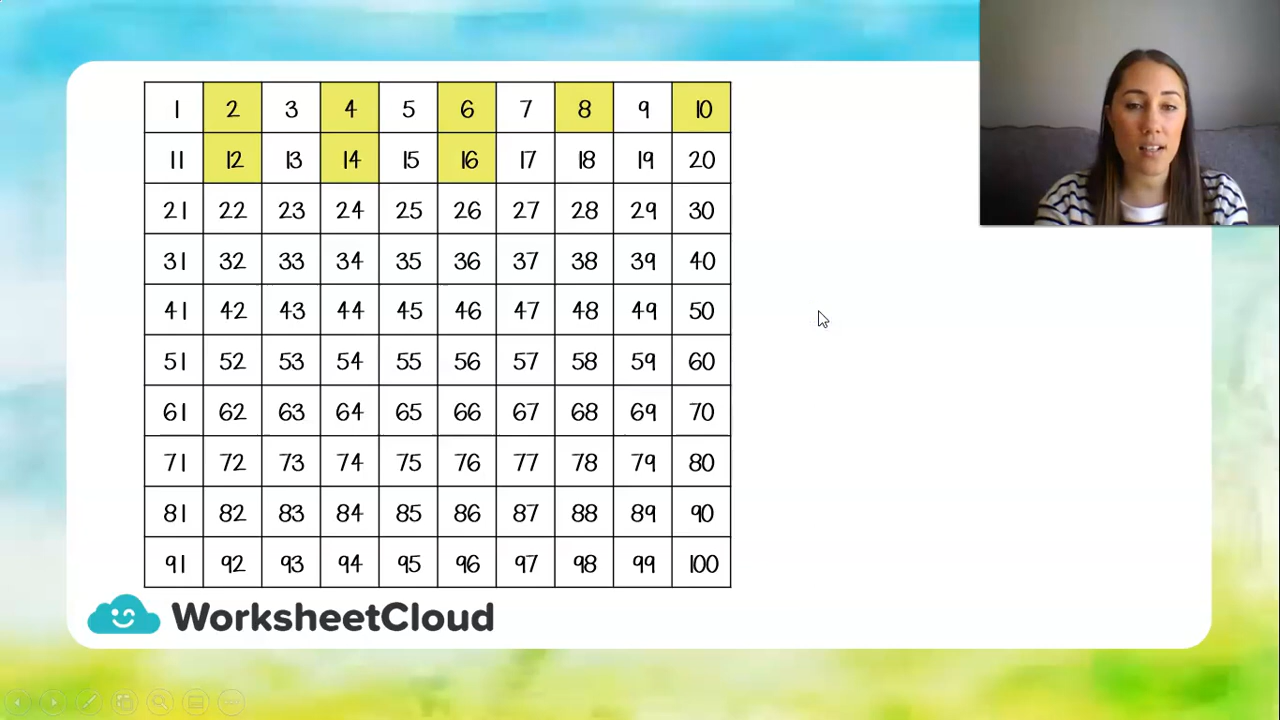 1 2 3 4 5 6 7 8 9 10
11 12 13 14 15 16 17 18 19 20
21 22 23 24 25 26 27 28 29 30
31 32 33 34 35 36 37 38 39 40
41 42 43 44 45 46 47 48 49 50
51 52 53 54 55 56 57 58 59 60
61 62 63 64 65 66 67 68 69 70
71 72 73 74 75 76 77 78 79 80
81 82 83 84 85 86 87 88 89 90
91 92 93 94 95 96 97 98 99 100
WorksheetCloud